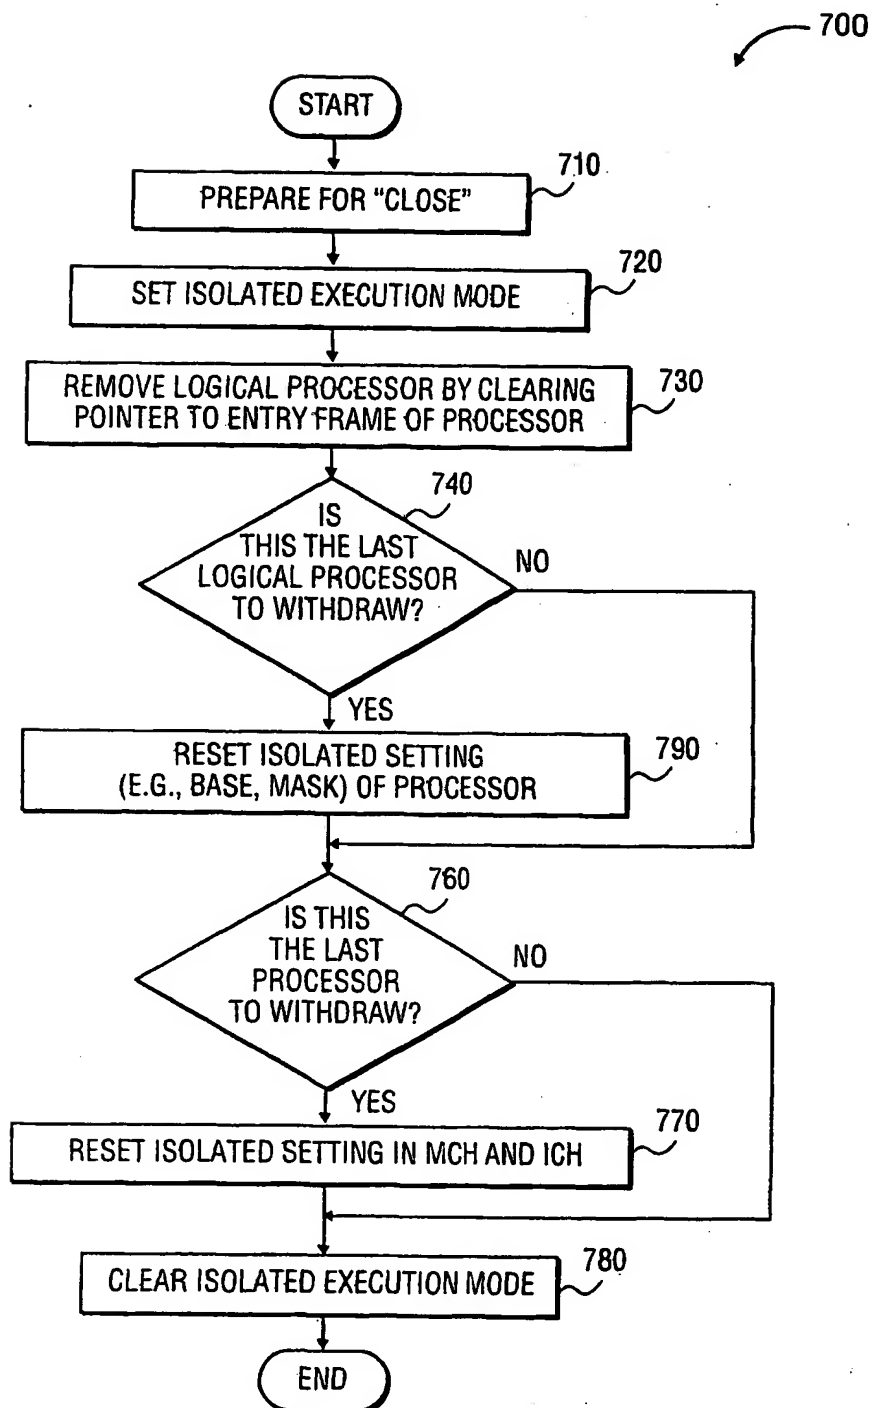 700
START
710
PREPARE FOR "CLOSE"
720
SET ISOLATED EXECUTION MODE
730
REMOVE LOGICAL PROCESSOR BY CLEARING
POINTER TO ENTRY FRAME OF PROCESSOR
740
IS
THIS THE LAST
LOGICAL PROCESSOR
TO WITHDRAW?
NO
YES
790
RESET ISOLATED SETTING
(E.G., BASE, MASK) OF PROCESSOR
760
IS THIS
THE LAST
PROCESSOR
TO WITHDRAW?
NO
YES
770
RESET ISOLATED SETTING IN MCH AND ICH
780
CLEAR ISOLATED EXECUTION MODE
END